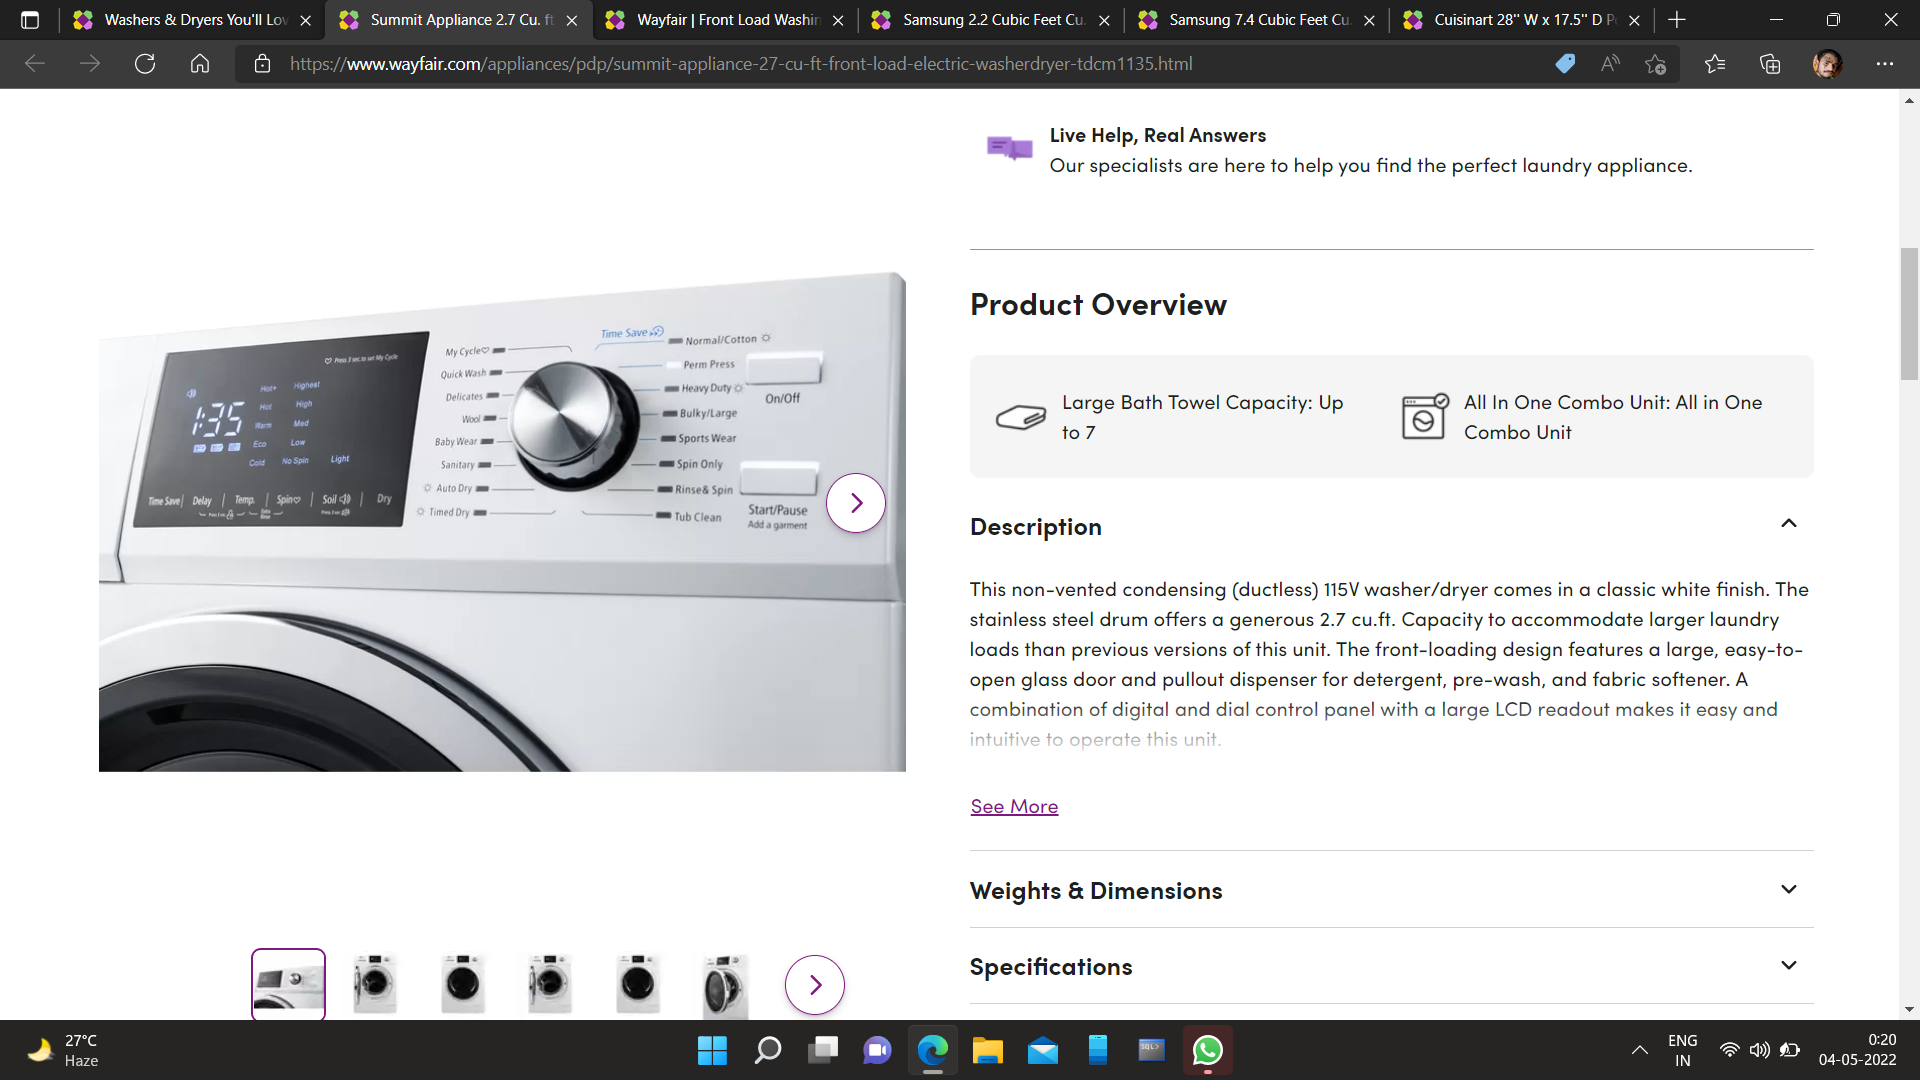 Washers & Dryers You'll Lov
Summit Appliance 2.7 Cu. ft
Wayfair | Front Load Washin
Samsung 2.2 Cubic Feet Cu.
Samsung 7.4 Cubic Feet Cu.
Cuisinart 28'' W x 17.5'' D Po
https://www.wayfair.com/appliances/pdp/summit-appliance-27-cu-ft-front-load-electric-washerdryer-tdcm1135.html
Live Help, Real Answers
Our specialists are here to help you find the perfect laundry appliance.
Product Overview
Large Bath Towel Capacity: Up
to 7
All In One Combo Unit: All in One
Combo Unit
Description
This non-vented condensing (ductless) 115V washer/dryer comes in a classic white finish. The
stainless steel drum offers a generous 2.7 cu.ft. Capacity to accommodate larger laundry
loads than previous versions of this unit. The front-loading design features a large, easy-to-
open glass door and pullout dispenser for detergent, pre-wash, and fabric softener. A
combination of digital and dial control panel with a large LCD readout makes it easy and
intuitive to operate this unit.
See More
Weights & Dimensions
Specifications
Press 3 sec.to set My Cycle
1:35
Hot+ Highest
Hot High
Warm Med
Eco Low
Cold No Spin Light
Time Save Delay Temp. Spin Soil Dry
Extra
Rinse
My Cycle
Quick Wash
Delicates
Wool
Baby Wear
Sanitary
Auto Dry
Timed Dry
Time Save
Normal/Cotton
Perm Press
Heavy Duty
Bulky/Large
Sports Wear
Spin Only
Rinse& Spin
Tub Clean
On/Off
Start/Pause
Add a garment
27°C
Haze
SQL>
ENG
IN
0:20
04-05-2022